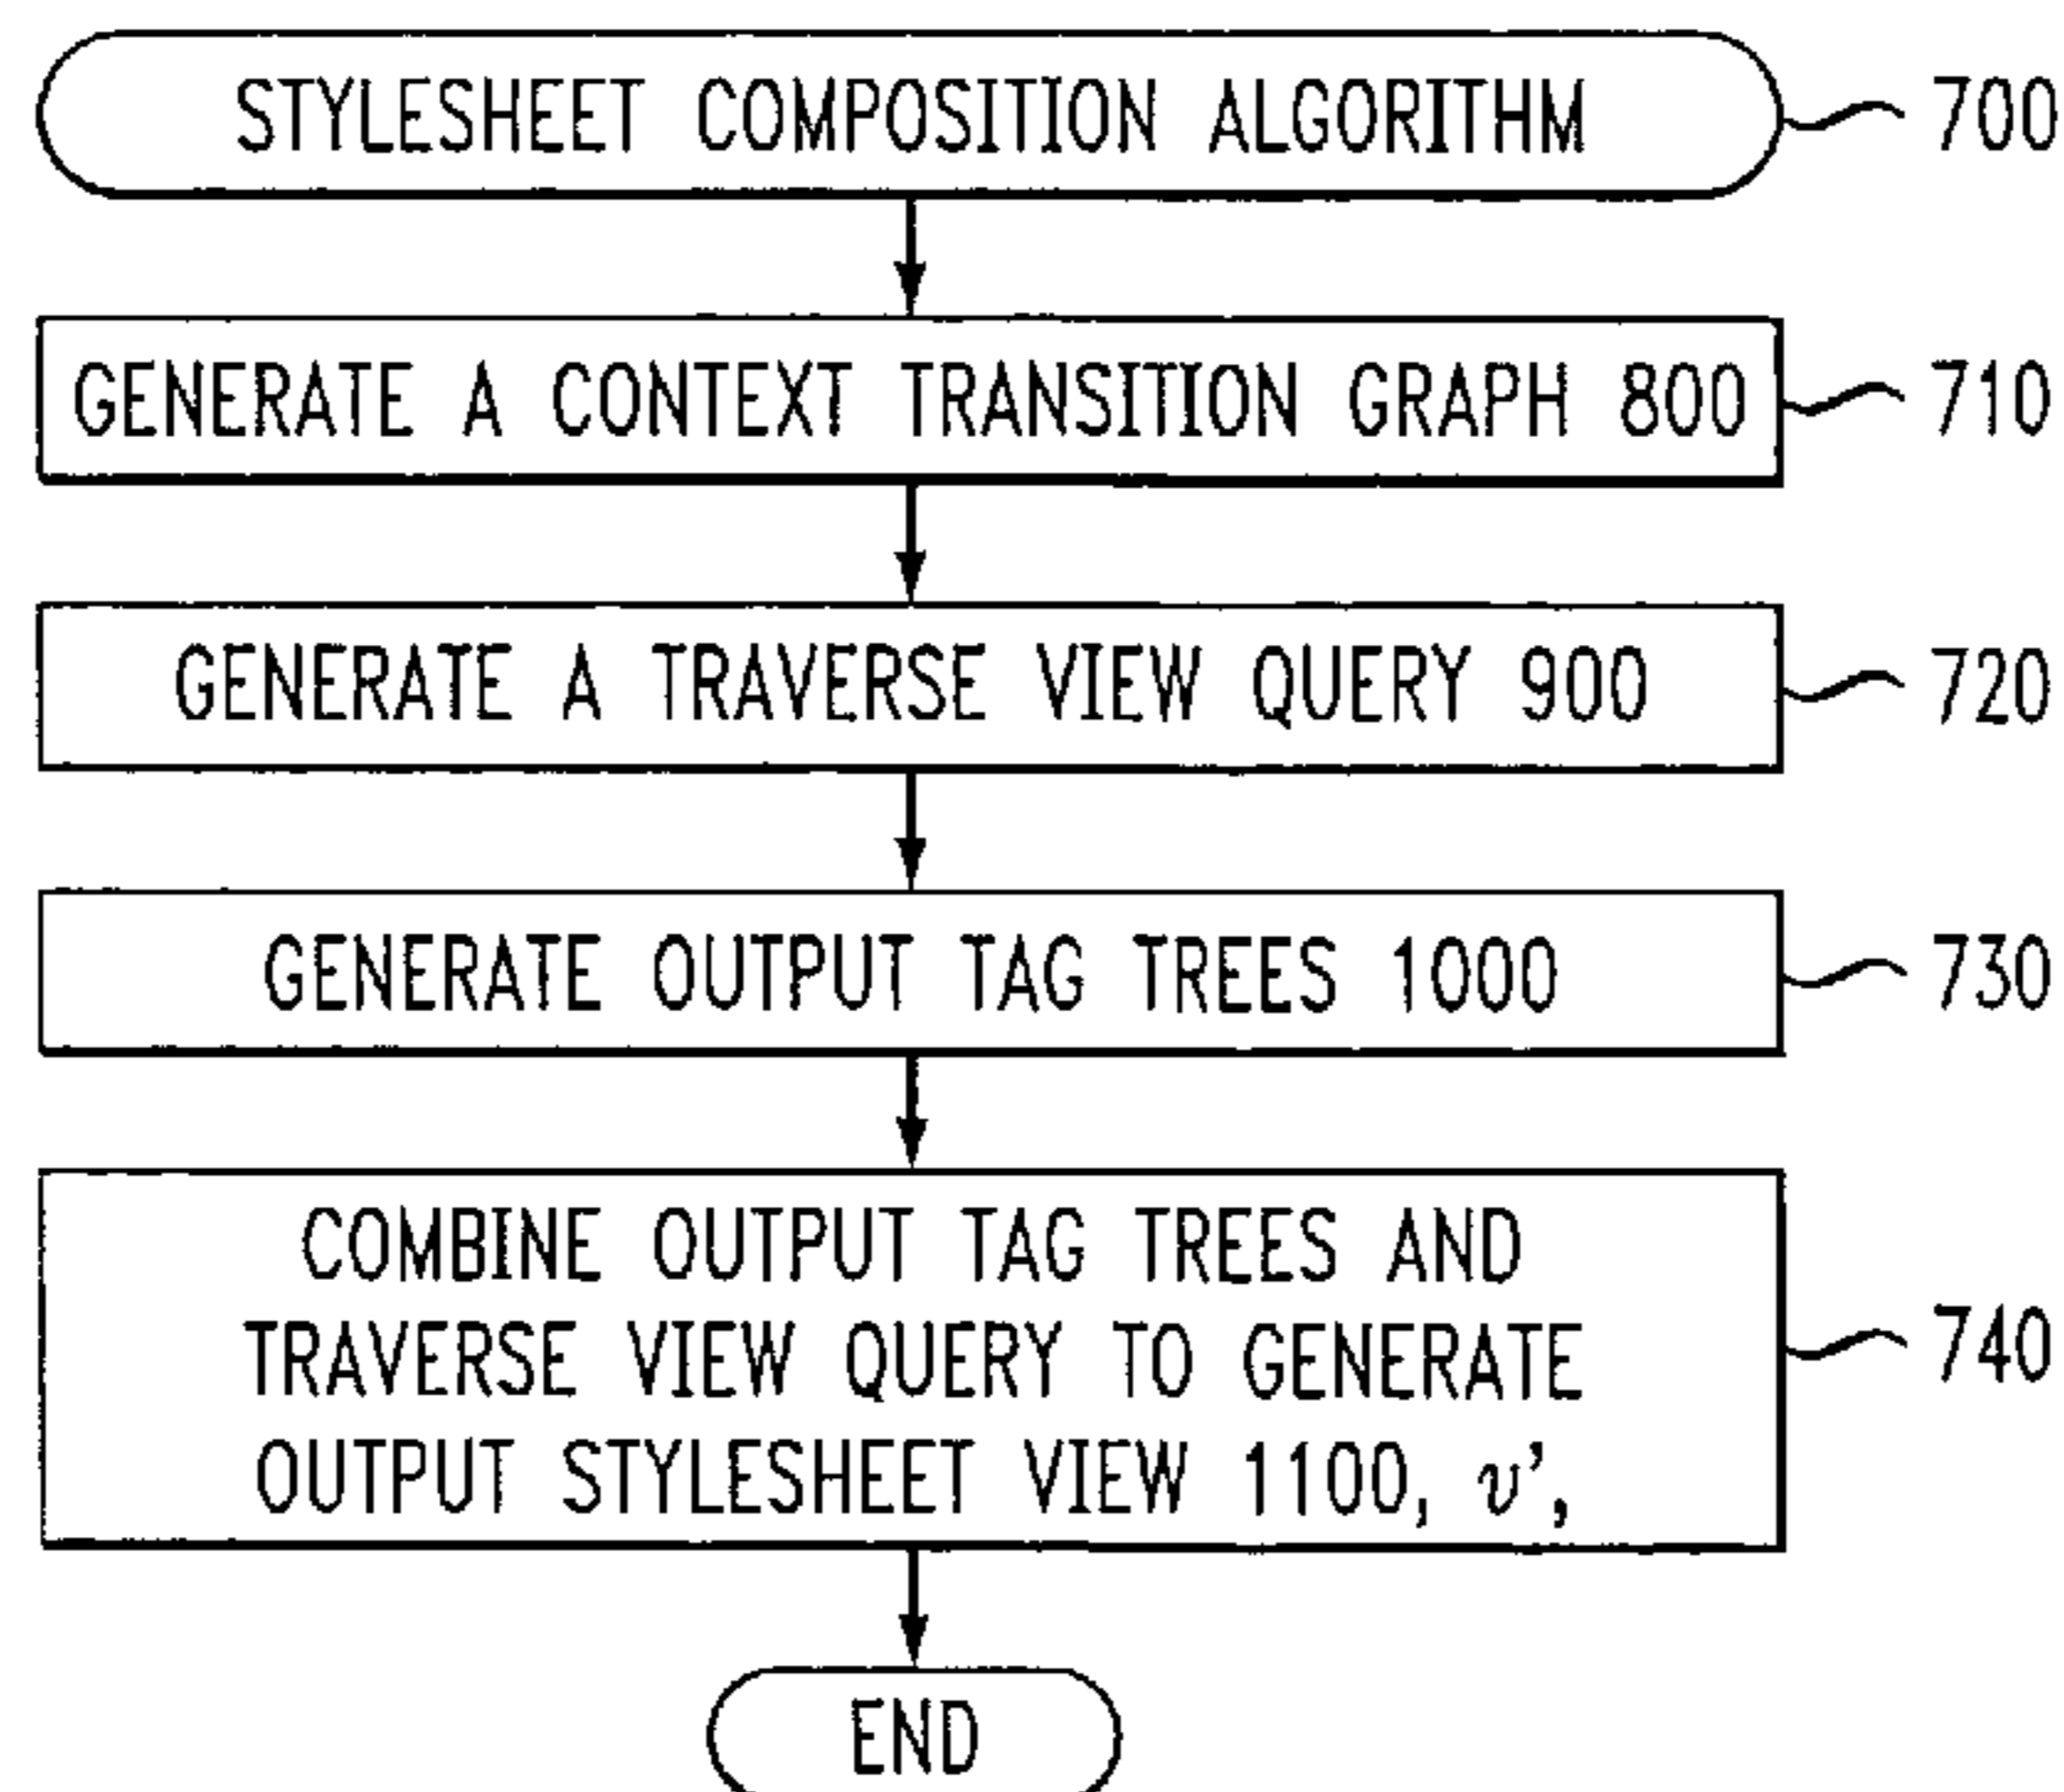 STYLESHEET COMPOSITION ALGORITHM 700
GENERATE A CONTEXT TRANSITION GRAPH 800 710
GENERATE A TRAVERSE VIEW QUERY 900 720
GENERATE OUTPUT TAG TREES 1000 730
COMBINE OUTPUT TAG TREES AND
TRAVERSE VIEW QUERY TO GENERATE 740
OUTPUT STYLESHEET VIEW 1100, v’,
END